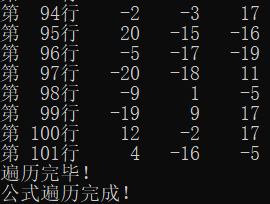 第 94行 -2 -3 17
第 95行 20 -15 -16
第 96行 -5 -17 -19
第 97行 -20 -18 11
第 98行 -9 1 -5
第 99行 -19 9 17
第 100行 12 -2 17
第 101行 4 -16 -5
遍历完毕!
公式遍历完成!